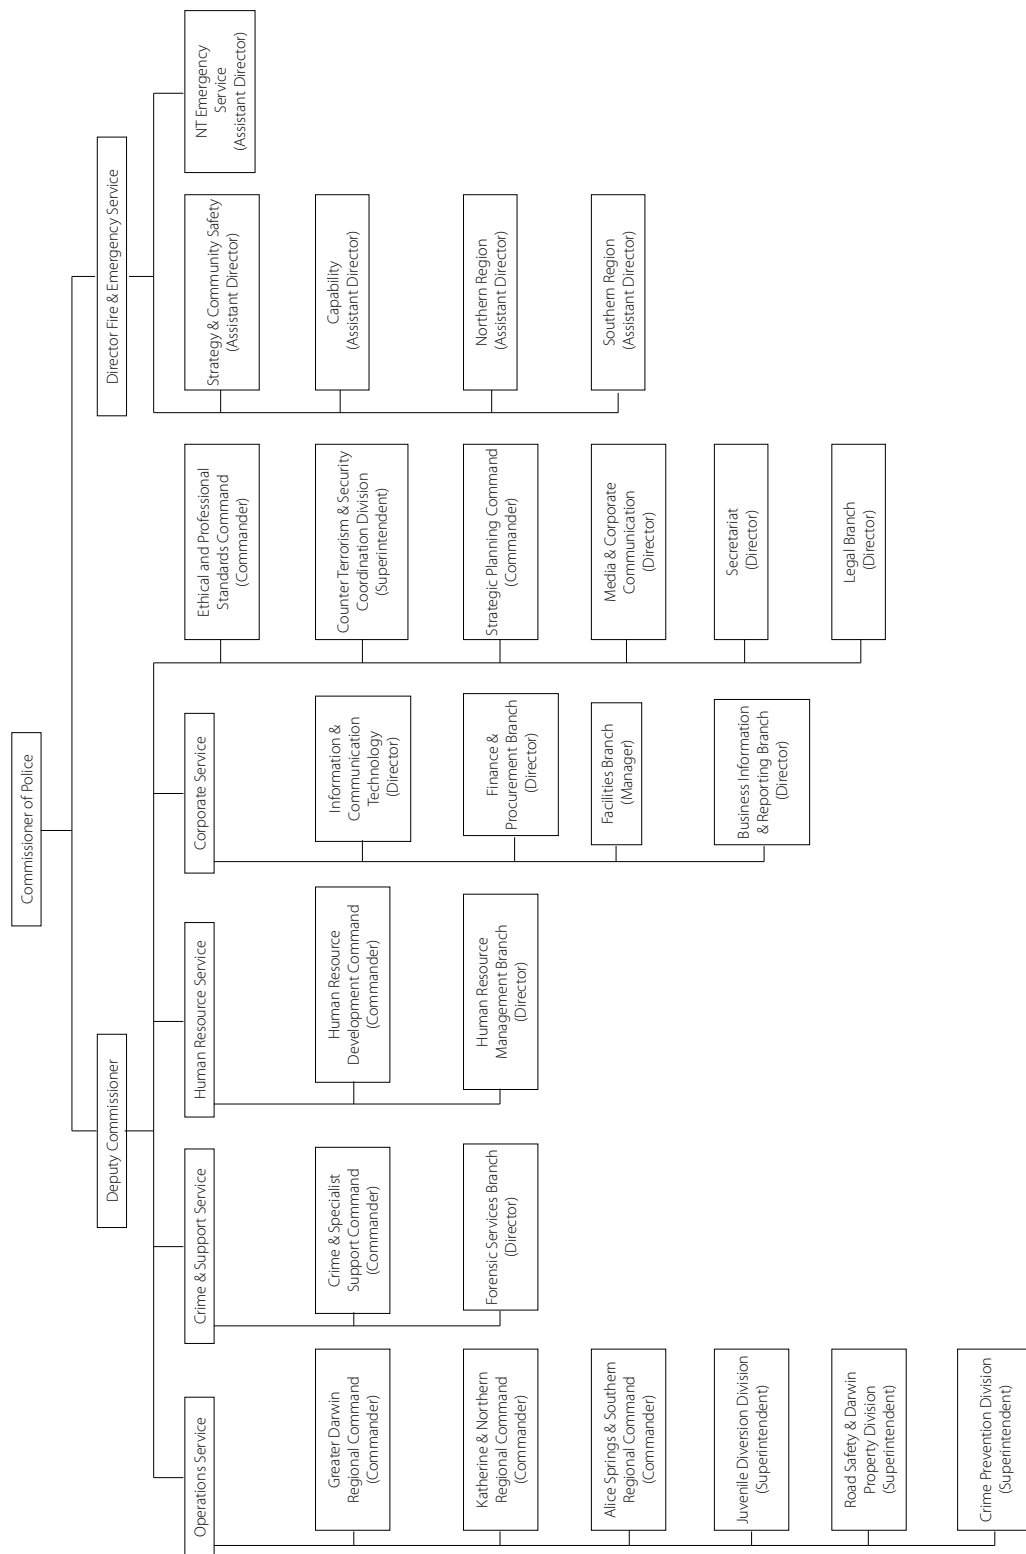 Commissioner of Police
Deputy Commissioner
Director Fire & Emergency Service
Operations Service
Greater Darwin
Regional Command
(Commander)
Katherine & Northern
Regional Command
(Commander)
Alice Springs & Southern
Regional Command
(Commander)
Juvenile Diversion Division
(Superintendent)
Road Safety & Darwin
Property Division
(Superintendent)
Crime Prevention Division
(Superintendent)
Crime & Support Service
Crime & Specialist
Support Command
(Commander)
Forensic Services Branch
(Director)
Human Resource Service
Human Resource
Development Command
(Commander)
Human Resource
Management Branch
(Director)
Corporate Service
Information &
Communication
Technology
(Director)
Finance &
Procurement Branch
(Director)
Facilities Branch
(Manager)
Business Information
& Reporting Branch
(Director)
Ethical and Professional
Standards Command
(Commander)
Counter Terrorism & Security
Coordination Division
(Superintendent)
Strategic Planning Command
(Commander)
Media & Corporate
Communication
(Director)
Secretariat
(Director)
Legal Branch
(Director)
Strategy & Community Safety
(Assistant Director)
Capability
(Assistant Director)
Northern Region
(Assistant Director)
Southern Region
(Assistant Director)
NT Emergency
Service
(Assistant Director)